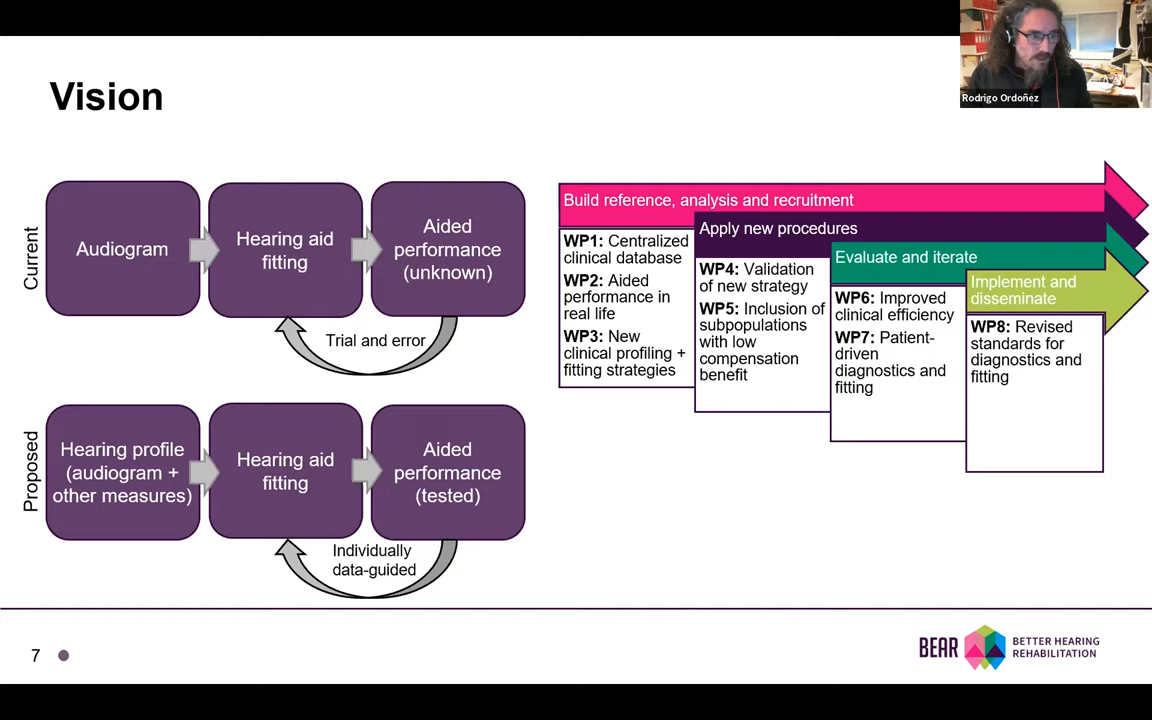 Rodrigo Ordoñez
Vision
Current
Audiogram
Hearing aid
fitting
Aided
performance
(unknown)
Trial and error
Proposed
Hearing profile
(audiogram +
other measures)
Hearing aid
fitting
Aided
performance
(tested)
Individually
data-guided
Build reference, analysis and recruitment
WP1: Centralized
clinical database
WP2: Aided
performance in
real life
WP3: New
clinical profiling +
fitting strategies
Apply new procedures
WP4: Validation
of new strategy
WP5: Inclusion of
subpopulations
with low
compensation
benefit
Evaluate and iterate
WP6: Improved
clinical efficiency
WP7: Patient-
driven
diagnostics and
fitting
Implement and
disseminate
WP8: Revised
standards for
diagnostics and
fitting
7
BEAR
BETTER HEARING
REHABILITATION